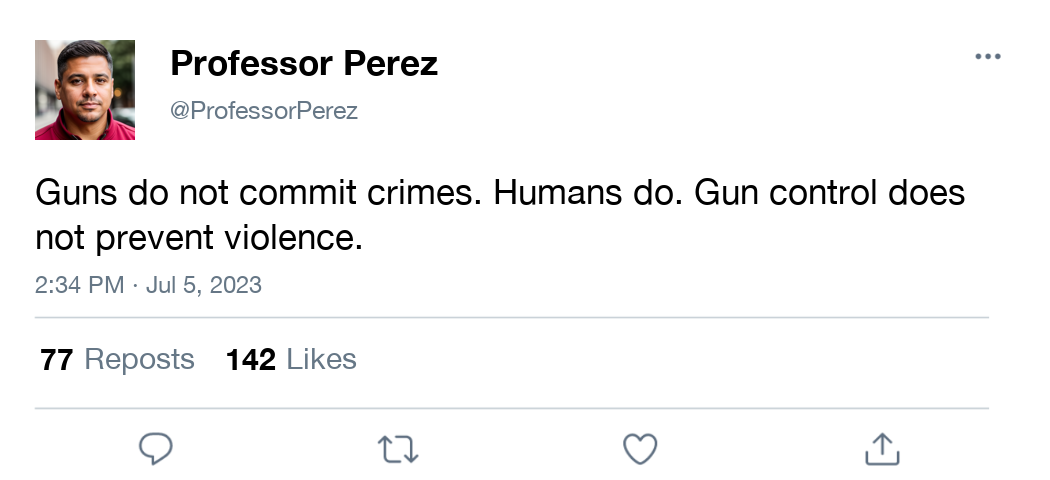 Professor Perez
@ProfessorPerez
Guns do not commit crimes. Humans do. Gun control does
not prevent violence.
2:34 PM · Jul 5, 2023
77 Reposts 142 Likes